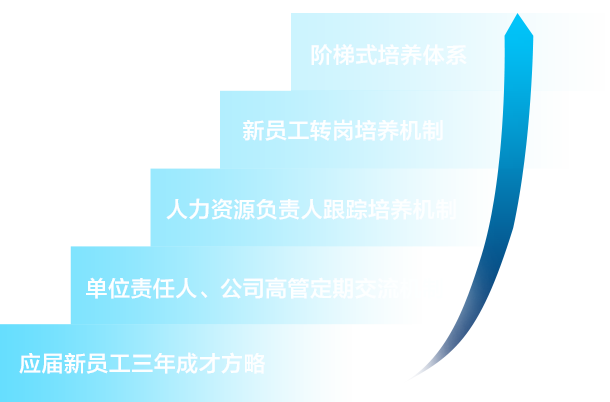 阶梯式培养体系
新员工转岗培养机制
人力资源负责人跟踪培养机制
单位责任人、公司高管定期交流
应届新员工三年成才方略